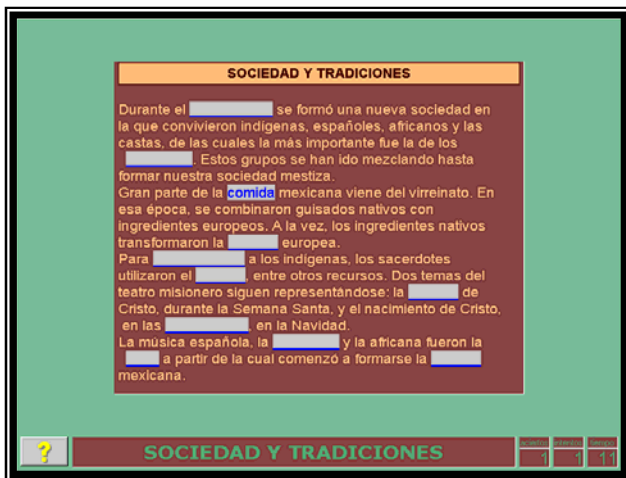 SOCIEDAD Y TRADICIONES
Durante el se formó una nueva sociedad en
la que convivieron indígenas, españoles, africanos y las
castas, de las cuales la más importante fue la de los
. Estos grupos se han ido mezclando hasta
formar nuestra sociedad mestiza.
Gran parte de la comida mexicana viene del virreinato. En
esa época, se combinaron guisados nativos con
ingredientes europeos. A la vez, los ingredientes nativos
transformaron la europea.
Para a los indígenas, los sacerdotes
utilizaron el , entre otros recursos. Dos temas del
teatro misionero siguen representándose: la de
Cristo, durante la Semana Santa, y el nacimiento de Cristo,
en las , en la Navidad.
La música española, la y la africana fueron la
a partir de la cual comenzó a formarse la
mexicana.
? SOCIEDAD Y TRADICIONES
aciertos intentos tiempo
1 1 11